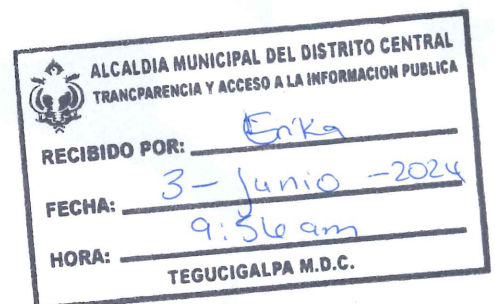 ALCALDIA MUNICIPAL DEL DISTRITO CENTRAL
TRANCPARENCIA Y ACCESO A LA INFORMACION PUBLICA
RECIBIDO POR: Erika
FECHA: 3 - Junio - 2024
HORA: 9:56 am
TEGUCIGALPA M.D.C.